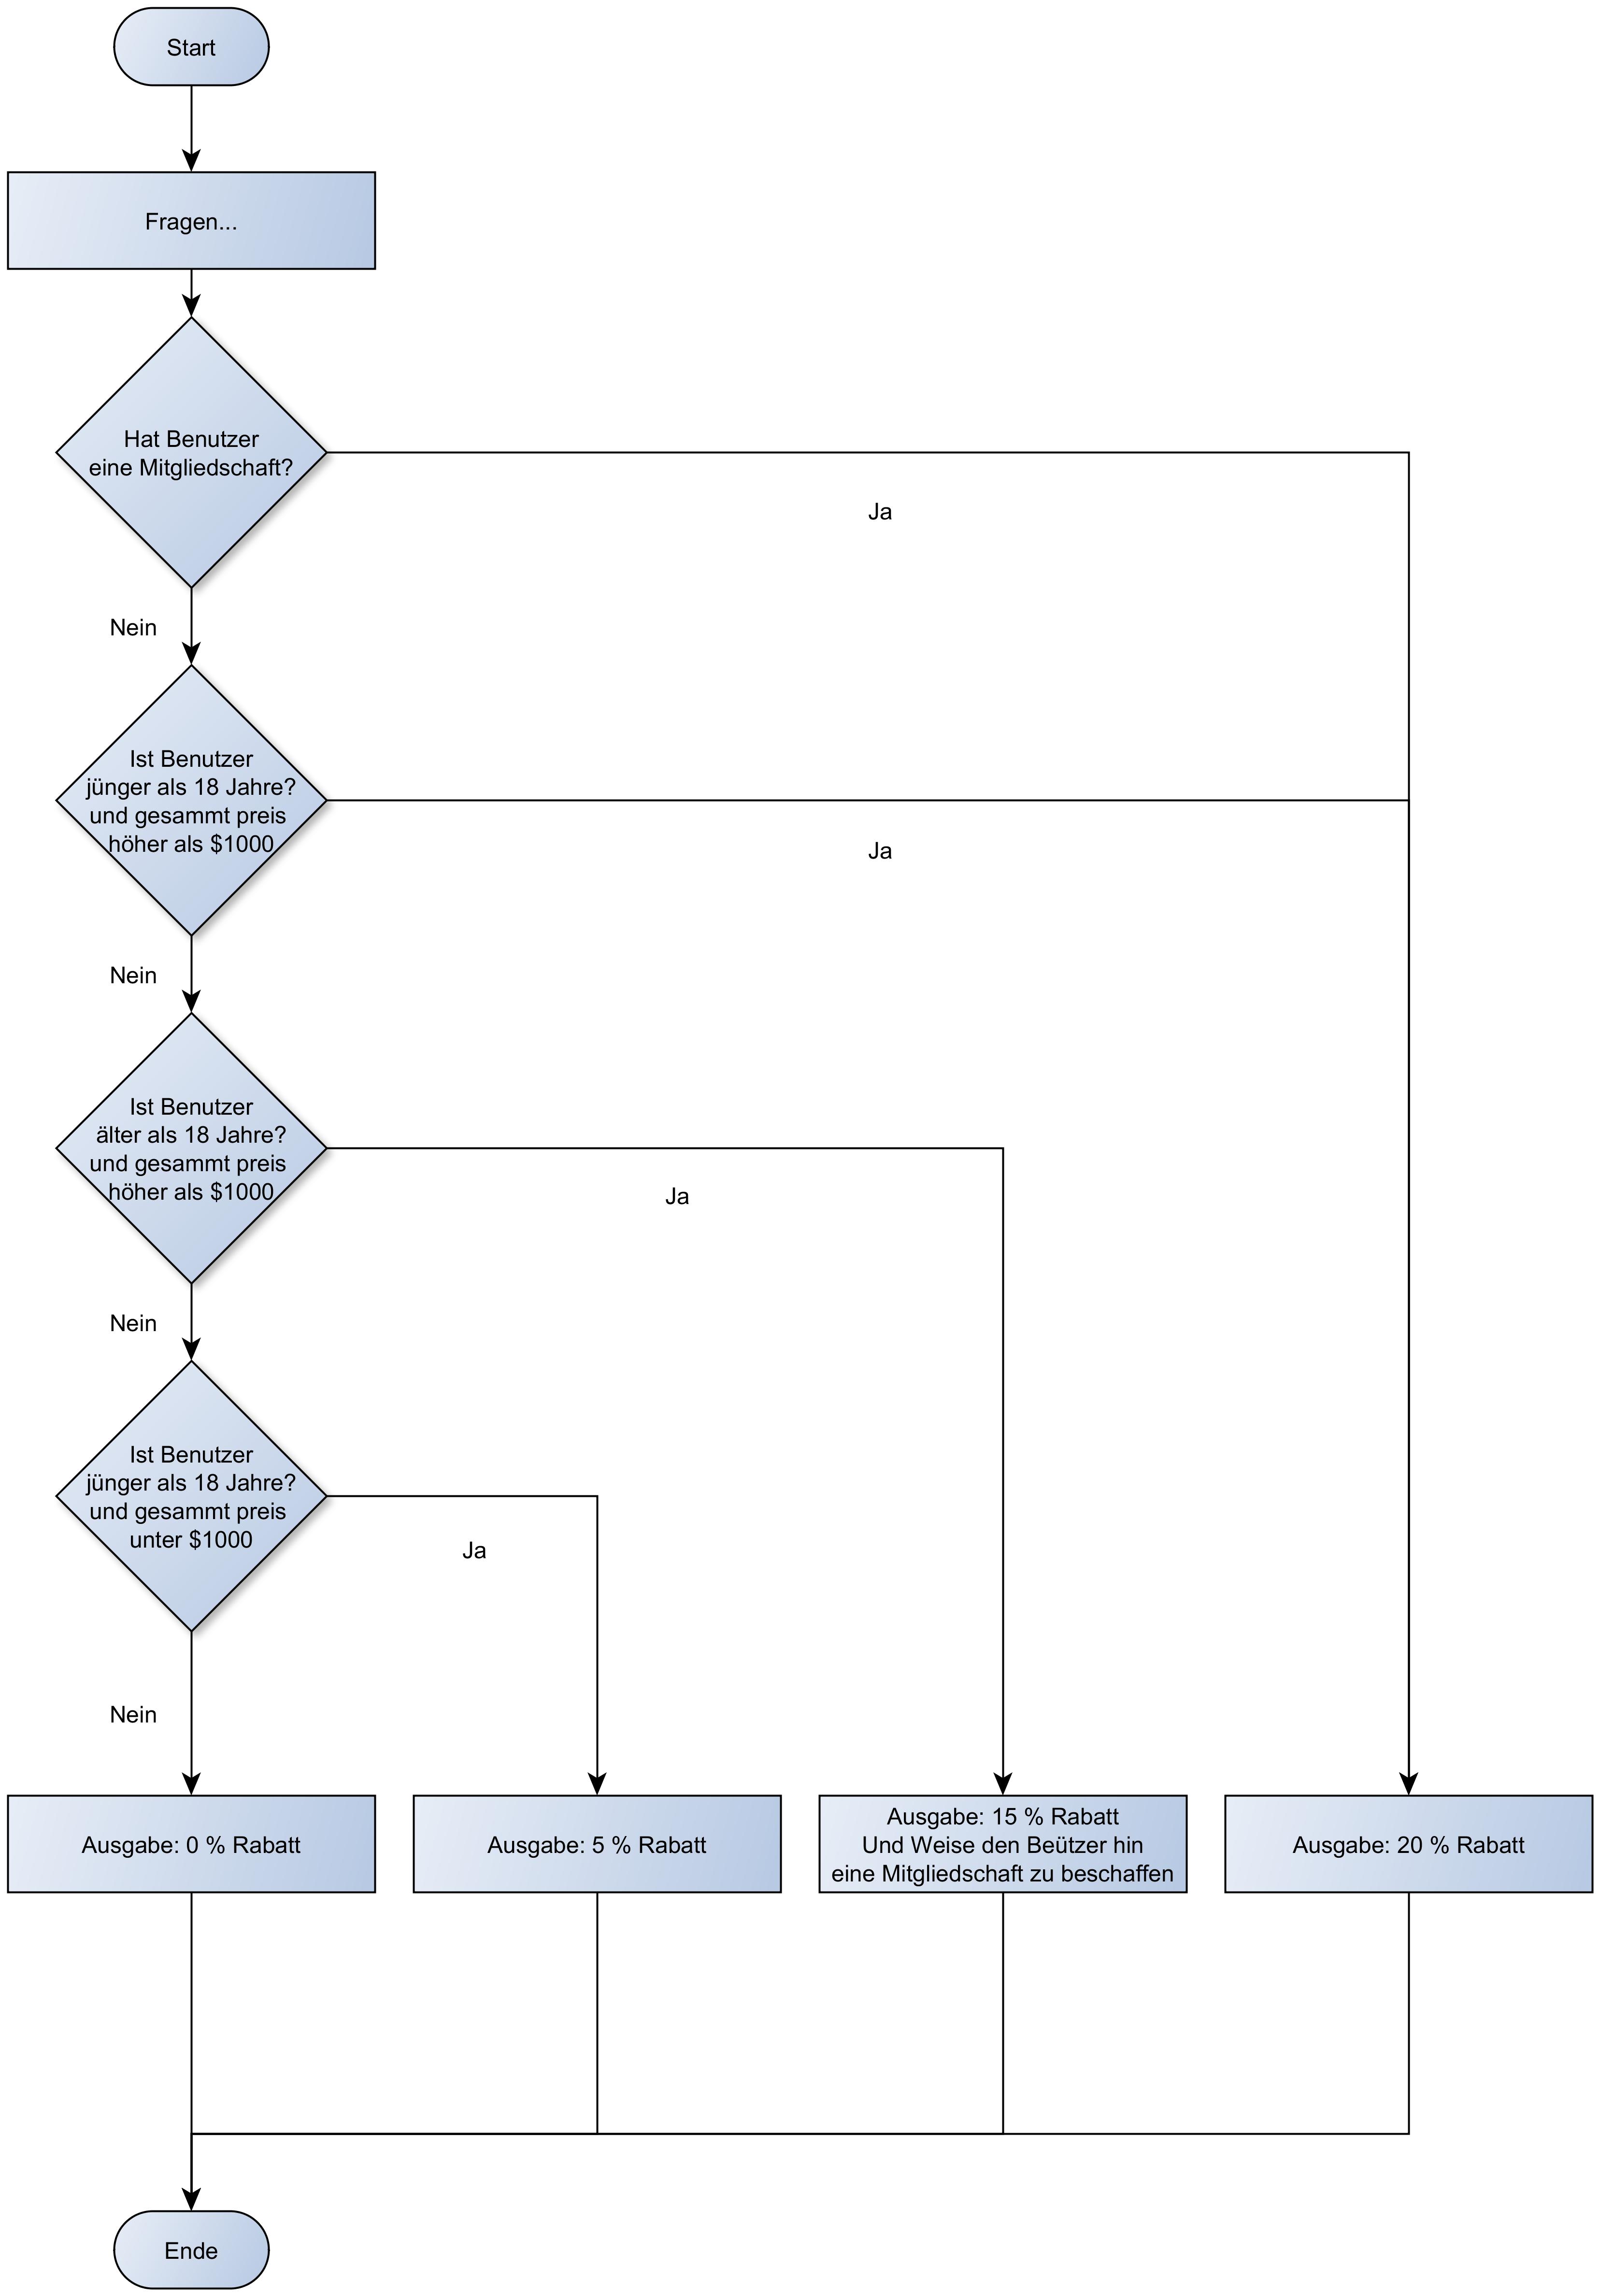 Start
Fragen...
Hat Benutzer
eine Mitgliedschaft?
Ja
Nein
Ist Benutzer
jünger als 18 Jahre?
und gesammt preis
höher als $1000
Ja
Nein
Ist Benutzer
älter als 18 Jahre?
und gesammt preis
höher als $1000
Ja
Nein
Ist Benutzer
jünger als 18 Jahre?
und gesammt preis
unter $1000
Ja
Nein
Ausgabe: 0 % Rabatt
Ausgabe: 5 % Rabatt
Ausgabe: 15 % Rabatt
Und Weise den Beützer hin
eine Mitgliedschaft zu beschaffen
Ausgabe: 20 % Rabatt
Ende